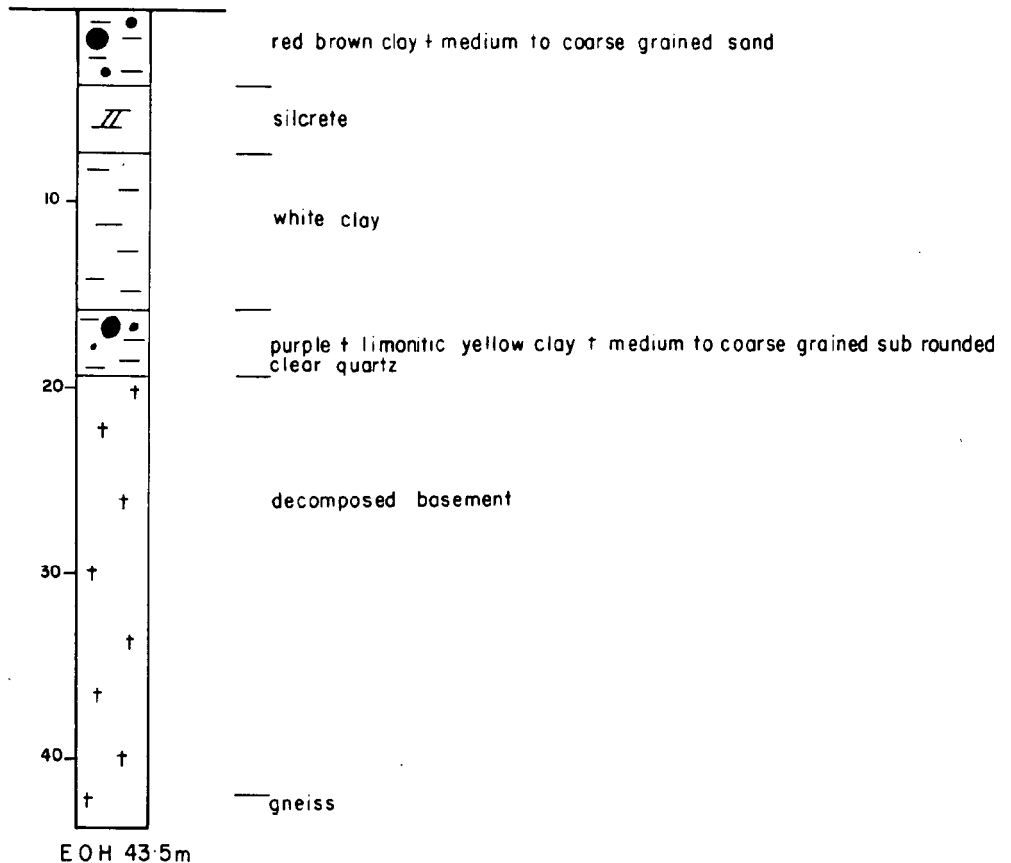 red brown clay + medium to coarse grained sand
silcrete
10
white clay
purple + limonitic yellow clay + medium to coarse grained sub rounded
clear quartz
20
decomposed basement
30
40
gneiss
EOH 43·5m